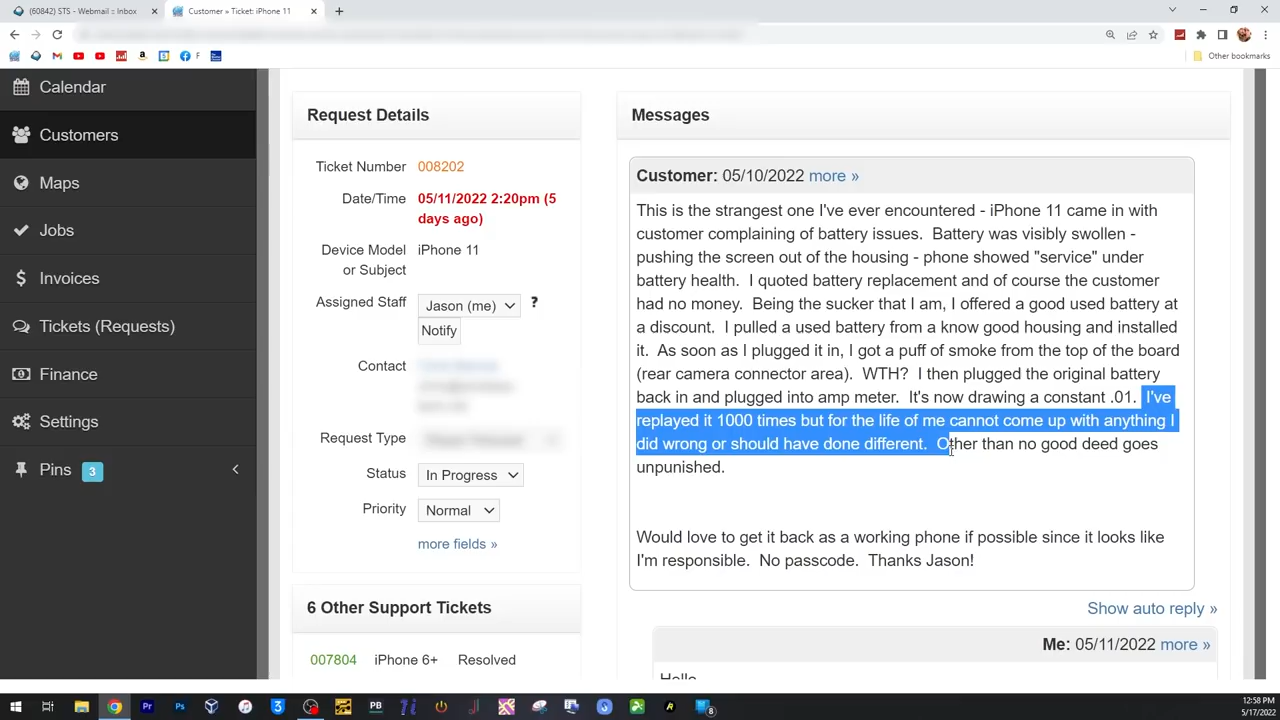 (60842) STS - Webmail :: Inbox
Customer » Ticket: iPhone 11
F
Other bookmarks
Calendar
Customers
Maps
Jobs
Invoices
Tickets (Requests)
Finance
Settings
Pins 3
Request Details
Ticket Number 008202
Date/Time 05/11/2022 2:20pm (5
days ago)
Device Model iPhone 11
or Subject
Assigned Staff Jason (me) ?
Notify
Contact
Request Type
Status In Progress
Priority Normal
more fields »
6 Other Support Tickets
007804 iPhone 6+ Resolved
Messages
Customer: 05/10/2022 more »
This is the strangest one I've ever encountered - iPhone 11 came in with
customer complaining of battery issues.  Battery was visibly swollen -
pushing the screen out of the housing - phone showed "service" under
battery health.  I quoted battery replacement and of course the customer
had no money.  Being the sucker that I am, I offered a good used battery at
a discount.  I pulled a used battery from a know good housing and installed
it.  As soon as I plugged it in, I got a puff of smoke from the top of the board
(rear camera connector area).  WTH?  I then plugged the original battery
back in and plugged into amp meter.  It's now drawing a constant .01.  I've
replayed it 1000 times but for the life of me cannot come up with anything I
did wrong or should have done different.  Other than no good deed goes
unpunished.
Would love to get it back as a working phone if possible since it looks like
I'm responsible.  No passcode.  Thanks Jason!
Show auto reply »
Me: 05/11/2022 more »
Hello
12:58 PM
5/17/2022